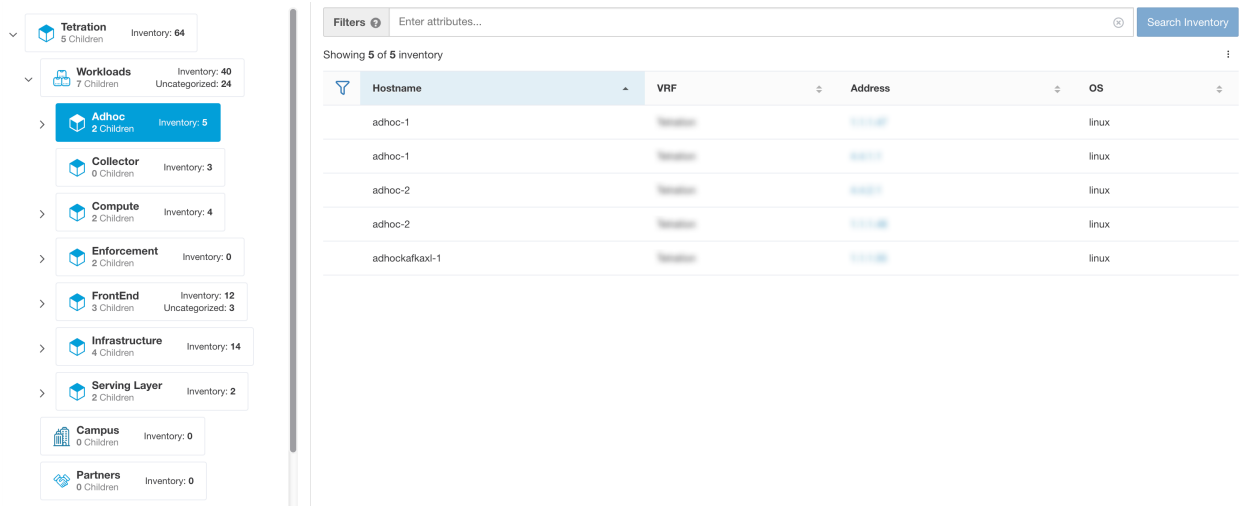 Tetration
5 Children
Inventory: 64
Workloads
7 Children
Inventory: 40
Uncategorized: 24
Adhoc
2 Children
Inventory: 5
Collector
0 Children
Inventory: 3
Compute
2 Children
Inventory: 4
Enforcement
2 Children
Inventory: 0
FrontEnd
3 Children
Inventory: 12
Uncategorized: 3
Infrastructure
4 Children
Inventory: 14
Serving Layer
2 Children
Inventory: 2
Campus
0 Children
Inventory: 0
Partners
0 Children
Inventory: 0
Filters ? Enter attributes... Search Inventory
Showing 5 of 5 inventory
Hostname VRF Address OS
adhoc-1 linux
adhoc-1 linux
adhoc-2 linux
adhoc-2 linux
adhockafkaxl-1 linux